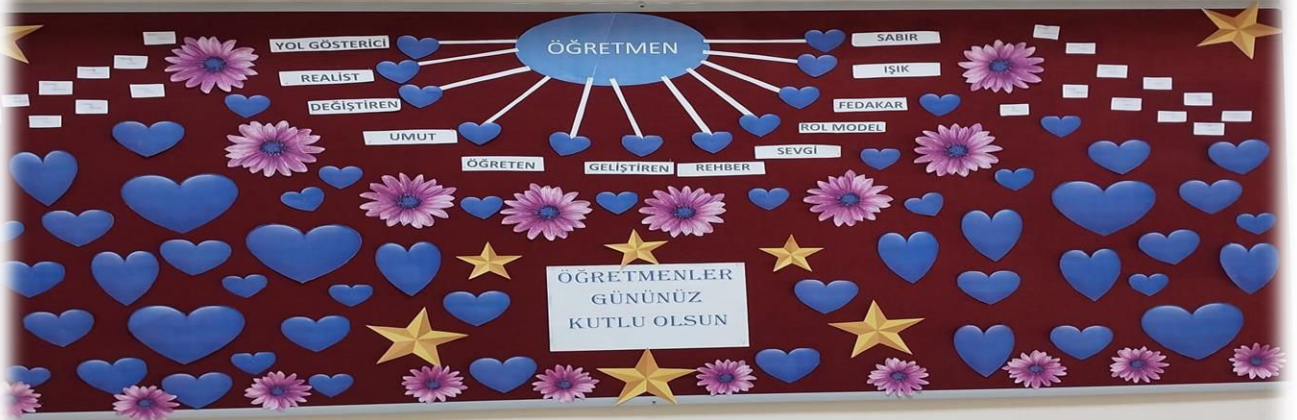 ÖĞRETMEN
YOL GÖSTERİCİ
REALİST
DEĞİŞTİREN
UMUT
ÖĞRETEN
GELİŞTİREN
REHBER
SEVGİ
ROL MODEL
FEDAKAR
IŞIK
SABIR
ÖĞRETMENLER
GÜNÜNÜZ
KUTLU OLSUN